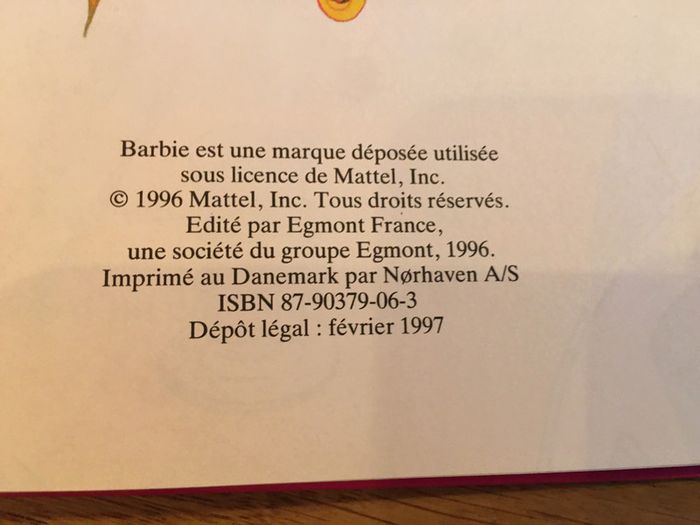 Barbie est une marque déposée utilisée
sous licence de Mattel, Inc.
© 1996 Mattel, Inc. Tous droits réservés.
Edité par Egmont France,
une société du groupe Egmont, 1996.
Imprimé au Danemark par Nørhaven A/S
ISBN 87-90379-06-3
Dépôt légal : février 1997